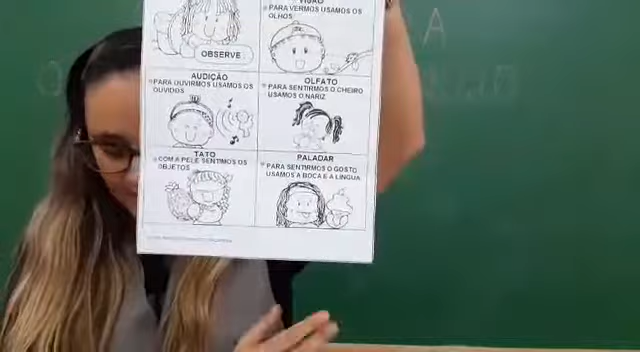 VISÃO
PARA VERMOS USAMOS OS
OLHOS
OBSERVE
AUDIÇÃO
PARA OUVIRMOS USAMOS OS
OUVIDOS
OLFATO
PARA SENTIRMOS O CHEIRO
USAMOS O NARIZ
TATO
COM A PELE SENTIMOS OS
OBJETOS
PALADAR
PARA SENTIRMOS O GOSTO
USAMOS A BOCA E A LÍNGUA
A